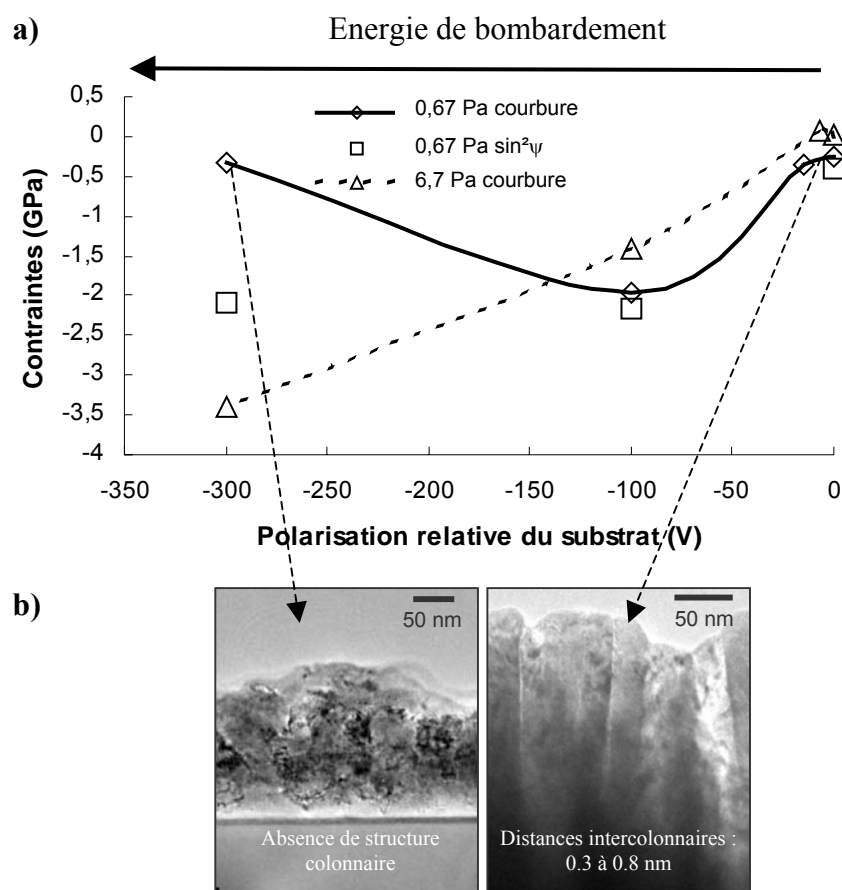 a)
Energie de bombardement
0,67 Pa courbure
0,67 Pa sin²ψ
6,7 Pa courbure
0,5
0
-0,5
-1
-1,5
-2
-2,5
-3
-3,5
-4
Contraintes (GPa)
-350 -300 -250 -200 -150 -100 -50 0
Polarisation relative du substrat (V)
b)
50 nm
Absence de structure
colonnaire
50 nm
Distances intercolonnaires :
0.3 à 0.8 nm